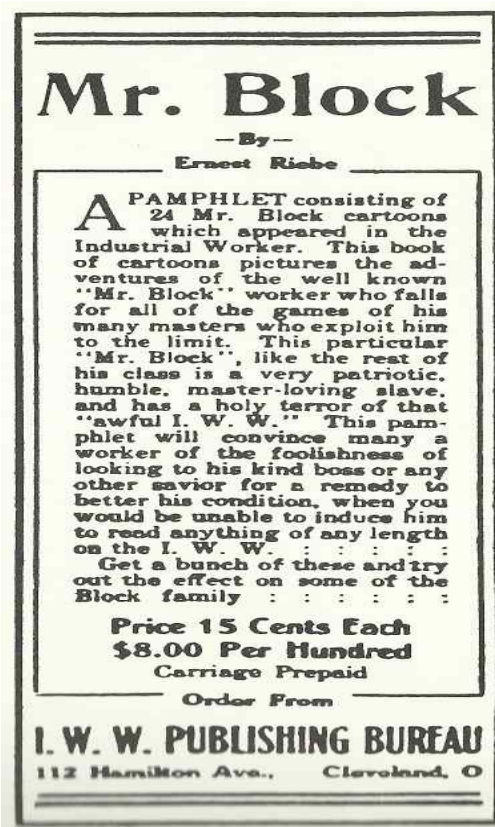 Mr. Block
—By—
Ernest Riebe
A PAMPHLET consisting of
24 Mr. Block cartoons
which appeared in the
Industrial Worker. This book
of cartoons pictures the ad-
ventures of the well known
"Mr. Block" worker who falls
for all of the games of his
many masters who exploit him
to the limit. This particular
"Mr. Block", like the rest of
his class is a very patriotic,
humble, master-loving slave,
and has a holy terror of that
"awful I. W. W." This pam-
phlet will convince many a
worker of the foolishness of
looking to his kind boss or any
other savior for a remedy to
better his condition, when you
would be unable to induce him
to read anything of any length
on the I. W. W. : : : : :
Get a bunch of these and try
out the effect on some of the
Block family : : : : : :
Price 15 Cents Each
$8.00 Per Hundred
Carriage Prepaid
Order From
I. W. W. PUBLISHING BUREAU
112 Hamilton Ave., Cleveland, O